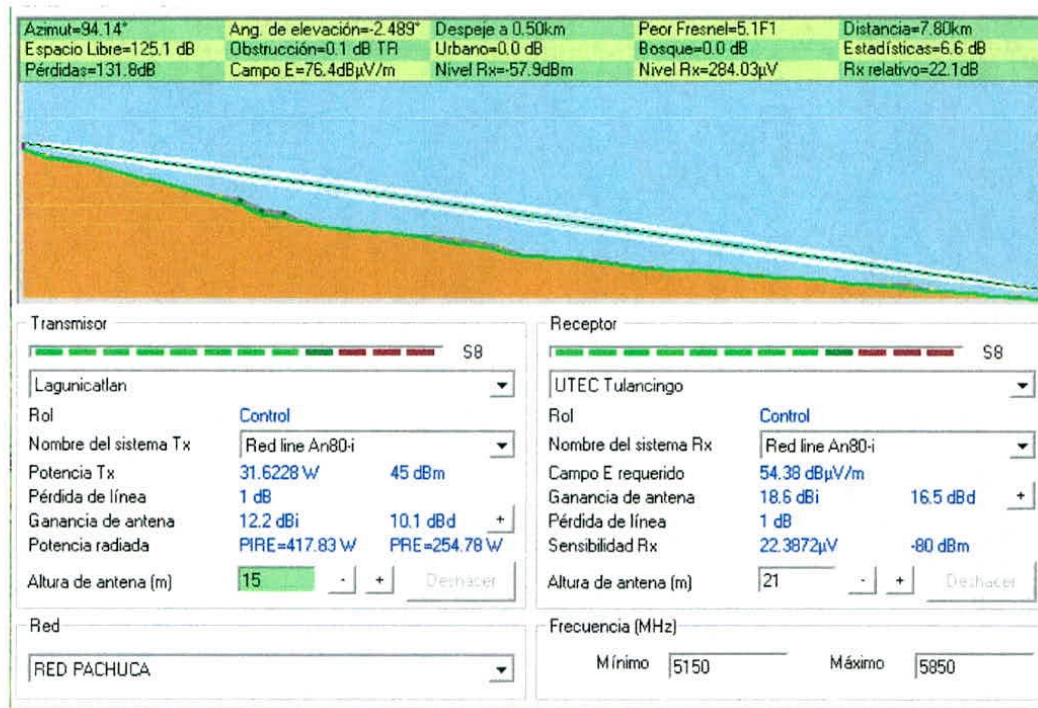 Azimut=94.14° Ang. de elevación=-2.489° Despeje a 0.50km Peor Fresnel=5.1F1 Distancia=7.80km
Espacio Libre=125.1 dB Obstrucción=0.1 dB TR Urbano=0.0 dB Bosque=0.0 dB Estadísticas=6.6 dB
Pérdidas=131.8dB Campo E=76.4dBµV/m Nivel Rx=-57.9dBm Nivel Rx=284.03µV Rx relativo=22.1dB
Transmisor
S8
Lagunicatlan
Rol Control
Nombre del sistema Tx Red line An80-i
Potencia Tx 31.6228 W 45 dBm
Pérdida de línea 1 dB
Ganancia de antena 12.2 dBi 10.1 dBd +
Potencia radiada PIRE=417.83 W PRE=254.78 W
Altura de antena (m) 15 - + Deshacer
Receptor
S8
UTEC Tulancingo
Rol Control
Nombre del sistema Rx Red line An80-i
Campo E requerido 54.38 dBµV/m
Ganancia de antena 18.6 dBi 16.5 dBd +
Pérdida de línea 1 dB
Sensibilidad Rx 22.3872µV -80 dBm
Altura de antena (m) 21 - + Deshacer
Red
RED PACHUCA
Frecuencia (MHz)
Mínimo 5150 Máximo 5850